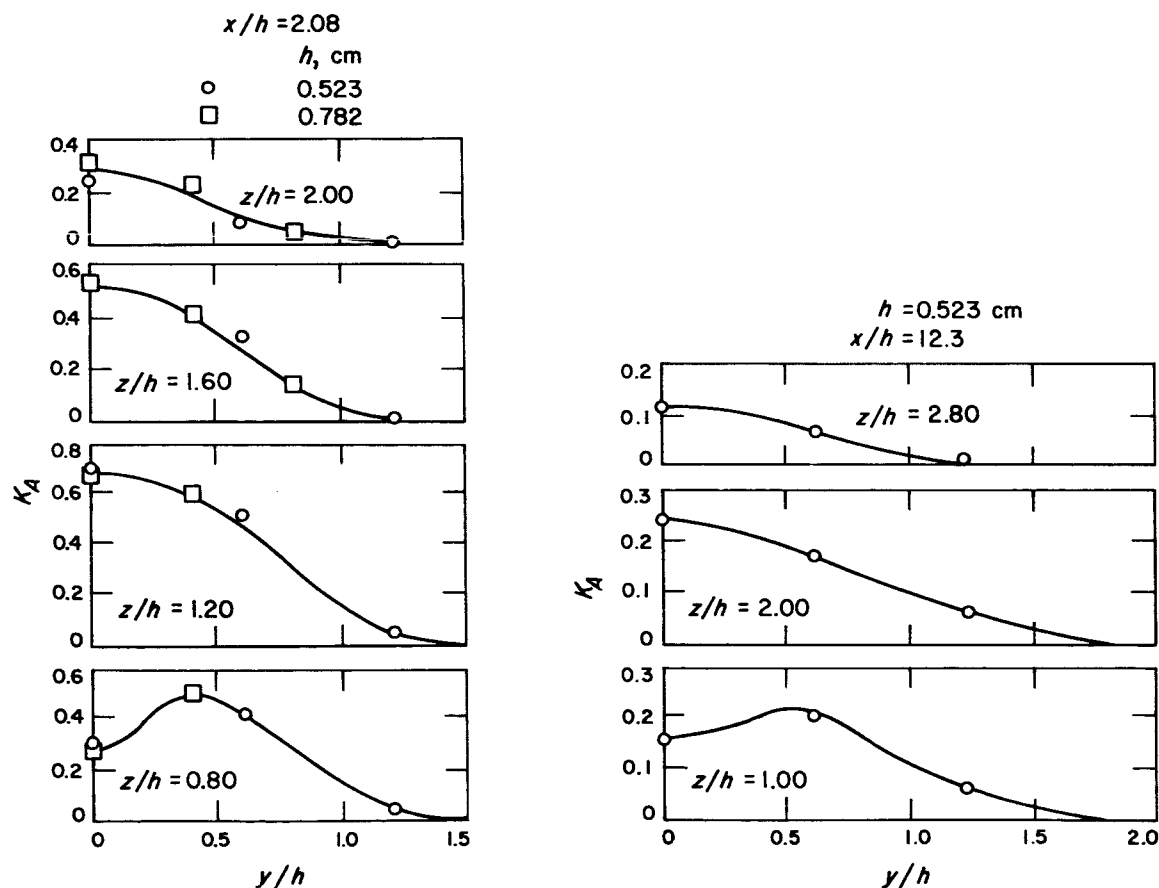 x/h = 2.08
h, cm
0.523
0.782
0.4
0.2
0
z/h = 2.00
0.6
0.4
0.2
0
z/h = 1.60
0.8
0.6
0.4
0.2
0
z/h = 1.20
K_A
0.6
0.4
0.2
0
z/h = 0.80
0
0.5
1.0
1.5
y/h
h = 0.523 cm
x/h = 12.3
0.2
0.1
0
z/h = 2.80
0.3
0.2
0.1
0
z/h = 2.00
K_A
0.3
0.2
0.1
0
z/h = 1.00
0
0.5
1.0
1.5
2.0
y/h